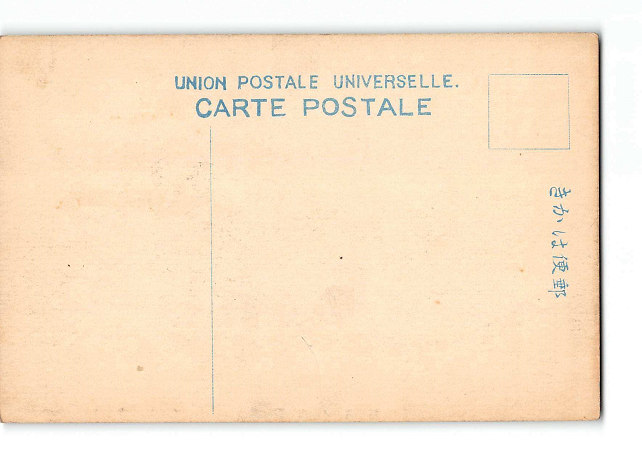 UNION POSTALE UNIVERSELLE.
CARTE POSTALE
きかは便郵